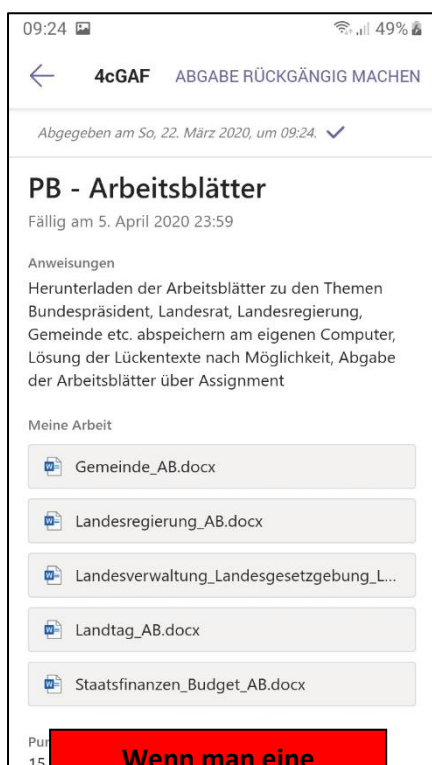 09:24 49%
4cGAF ABGABE RÜCKGÄNGIG MACHEN
Abgegeben am So, 22. März 2020, um 09:24.
PB - Arbeitsblätter
Fällig am 5. April 2020 23:59
Anweisungen
Herunterladen der Arbeitsblätter zu den Themen
Bundespräsident, Landesrat, Landesregierung,
Gemeinde etc. abspeichern am eigenen Computer,
Lösung der Lückentexte nach Möglichkeit, Abgabe
der Arbeitsblätter über Assignment
Meine Arbeit
Gemeinde_AB.docx
Landesregierung_AB.docx
Landesverwaltung_Landesgesetzgebung_L...
Landtag_AB.docx
Staatsfinanzen_Budget_AB.docx
Wenn man eine